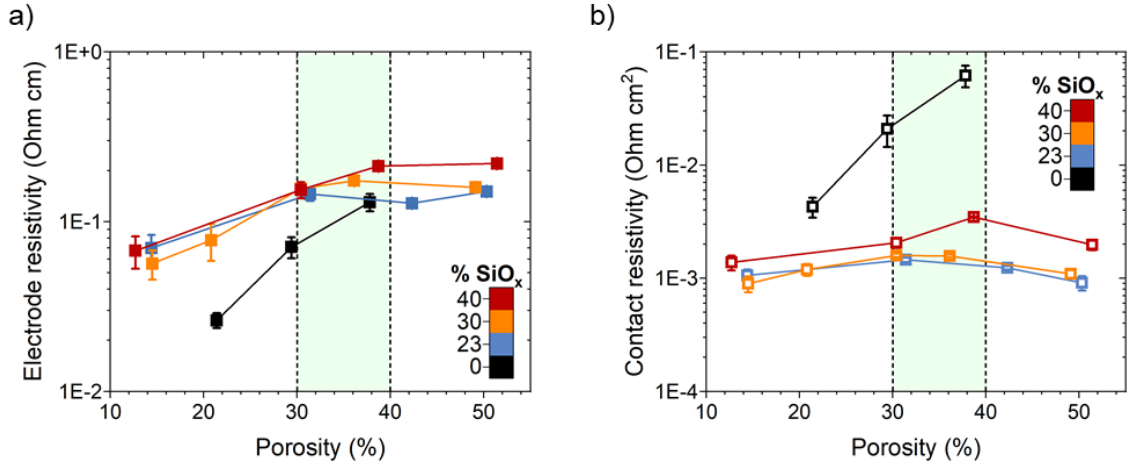 a)
Electrode resistivity (Ohm cm)
1E+0
1E-1
1E-2
10 20 30 40 50
Porosity (%)
% SiOx
40
30
23
0
b)
Contact resistivity (Ohm cm2)
1E-1
1E-2
1E-3
1E-4
10 20 30 40 50
Porosity (%)
% SiOx
40
30
23
0